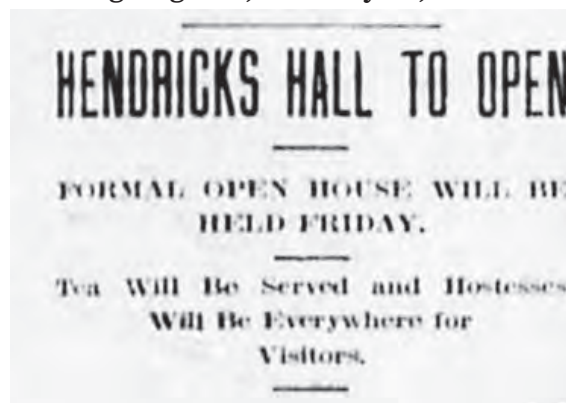 HENDRICKS HALL TO OPEN
FORMAL OPEN HOUSE WILL BE
HELD FRIDAY.
Tea Will Be Served and Hostesses
Will Be Everywhere for
Visitors.